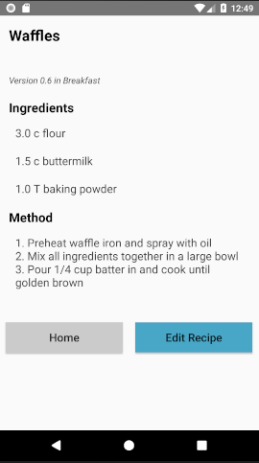 12:49
Waffles
Version 0.6 in Breakfast
Ingredients
3.0 c flour
1.5 c buttermilk
1.0 T baking powder
Method
1. Preheat waffle iron and spray with oil
2. Mix all ingredients together in a large bowl
3. Pour 1/4 cup batter in and cook until
golden brown
Home
Edit Recipe